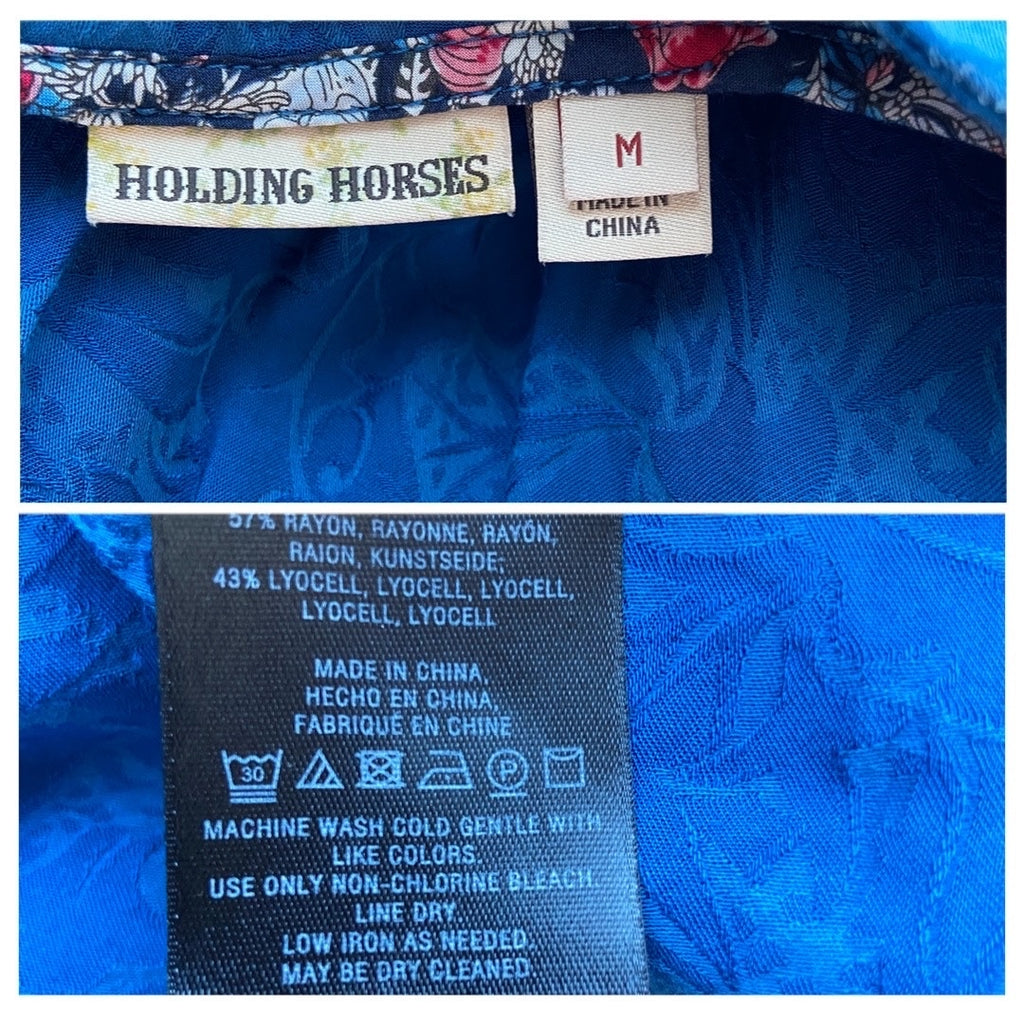 HOLDING HORSES
M
MADE IN
CHINA
57% RAYON, RAYONNE, RAYÓN,
RAION, KUNSTSEIDE;
43% LYOCELL, LYOCELL, LYOCELL,
LYOCELL, LYOCELL
MADE IN CHINA,
HECHO EN CHINA,
FABRIQUÉ EN CHINE
30
P
MACHINE WASH COLD GENTLE WITH
LIKE COLORS.
USE ONLY NON-CHLORINE BLEACH.
LINE DRY.
LOW IRON AS NEEDED.
MAY BE DRY CLEANED.